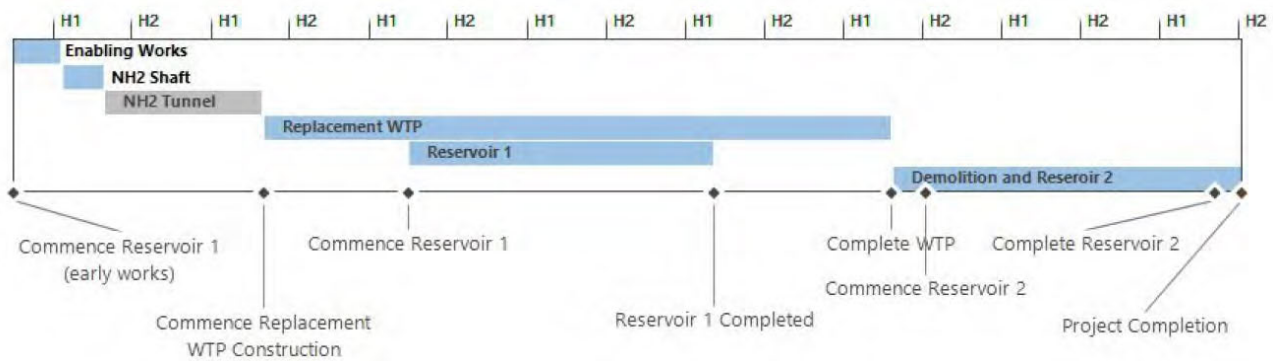 H1 H2 H1 H2 H1 H2 H1 H2 H1 H2 H1 H2 H1 H2 H1 H2
Enabling Works
NH2 Shaft
NH2 Tunnel
Replacement WTP
Reservoir 1
Demolition and Reseroir 2
Commence Reservoir 1
(early works)
Commence Reservoir 1
Complete WTP
Complete Reservoir 2
Commence Reservoir 2
Commence Replacement
WTP Construction
Reservoir 1 Completed
Project Completion